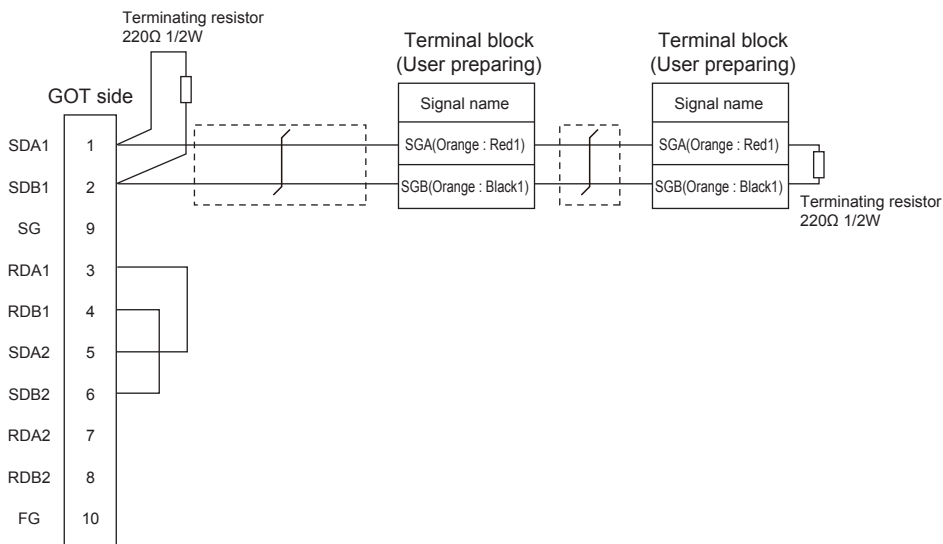 Terminating resistor
220Ω 1/2W
GOT side
SDA1 1
SDB1 2
SG 9
RDA1 3
RDB1 4
SDA2 5
SDB2 6
RDA2 7
RDB2 8
FG 10
Terminal block
(User preparing)
Signal name
SGA(Orange : Red1)
SGB(Orange : Black1)
Terminal block
(User preparing)
Signal name
SGA(Orange : Red1)
SGB(Orange : Black1)
Terminating resistor
220Ω 1/2W